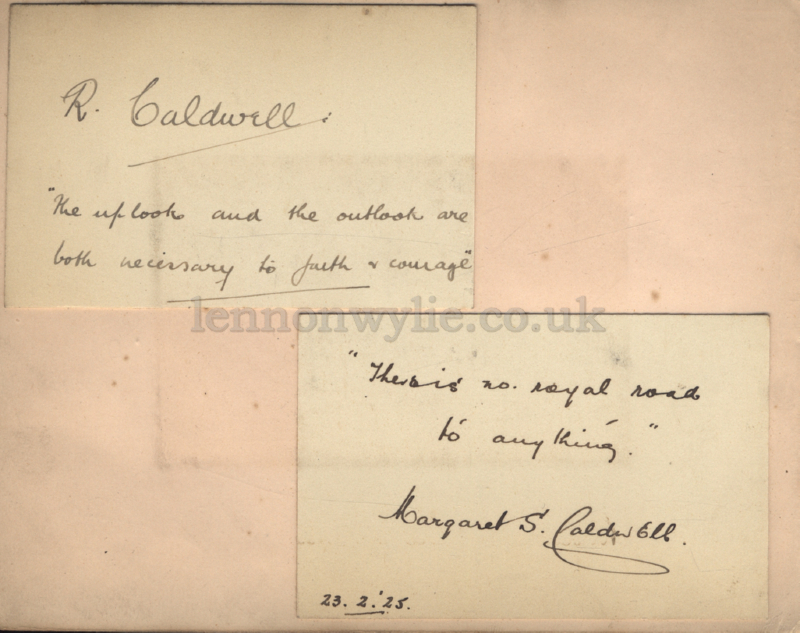 R. Caldwell.
"The uplook and the outlook are
both necessary to faith & courage"
lennonwylie.co.uk
"There is no royal road
to anything."
Margaret S. Caldwell.
23.2.'25.